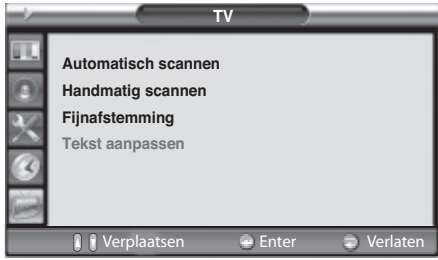 TV
Automatisch scannen
Handmatig scannen
Fijnafstemming
Tekst aanpassen
Verplaatsen Enter Verlaten